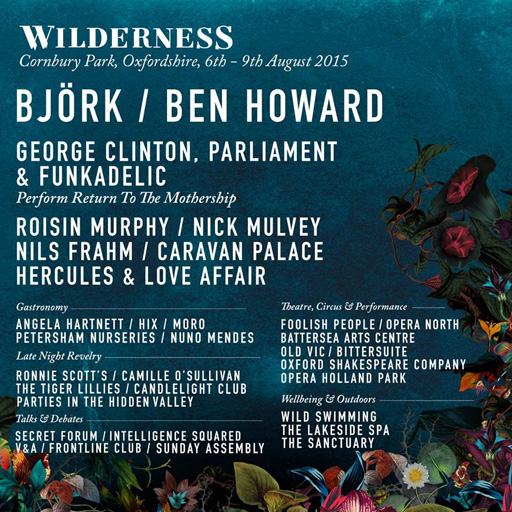 WILDERNESS
Cornbury Park, Oxfordshire, 6th - 9th August 2015
BJÖRK / BEN HOWARD
GEORGE CLINTON, PARLIAMENT
& FUNKADELIC
Perform Return To The Mothership
ROISIN MURPHY / NICK MULVEY
NILS FRAHM / CARAVAN PALACE
HERCULES & LOVE AFFAIR
Gastronomy
ANGELA HARTNETT / HIX / MORO
PETERSHAM NURSERIES / NUNO MENDES
Late Night Revelry
RONNIE SCOTT'S / CAMILLE O'SULLIVAN
THE TIGER LILLIES / CANDLELIGHT CLUB
PARTIES IN THE HIDDEN VALLEY
Talks & Debates
SECRET FORUM / INTELLIGENCE SQUARED
V&A / FRONTLINE CLUB / SUNDAY ASSEMBLY
Theatre, Circus & Performance
FOOLISH PEOPLE / OPERA NORTH
BATTERSEA ARTS CENTRE
OLD VIC / BITTERSUITE
OXFORD SHAKESPEARE COMPANY
OPERA HOLLAND PARK
Wellbeing & Outdoors
WILD SWIMMING
THE LAKESIDE SPA
THE SANCTUARY